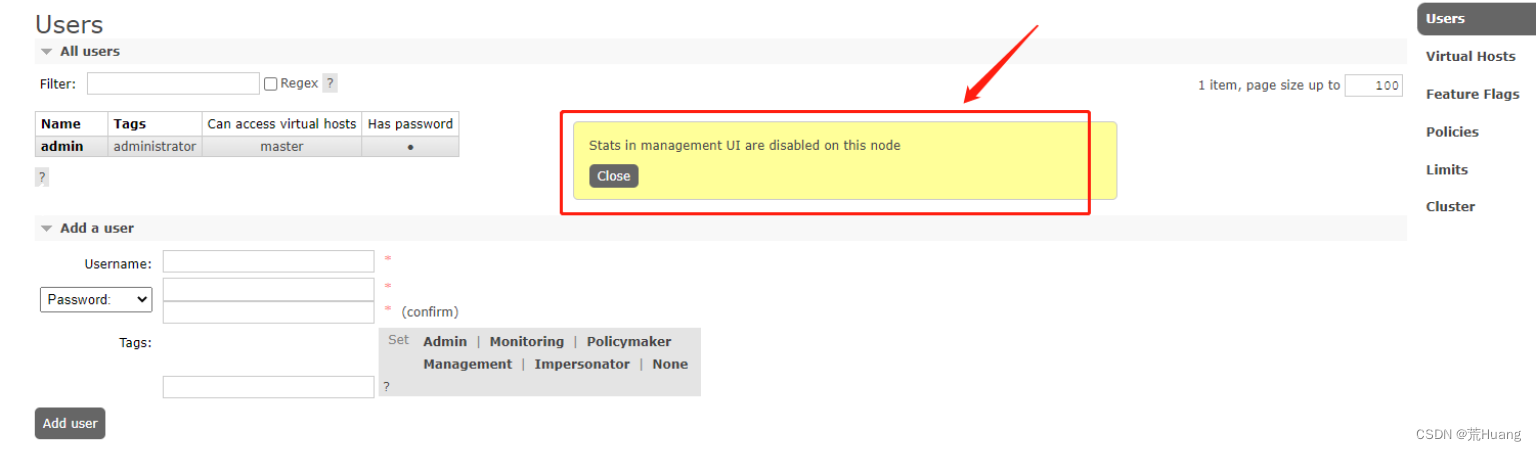 Users
All users
Filter: Regex ?
1 item, page size up to 100
Name Tags Can access virtual hosts Has password
admin administrator master ●
?
Stats in management UI are disabled on this node
Close
Add a user
Username: *
Password: *
* (confirm)
Tags: Set Admin | Monitoring | Policymaker
Management | Impersonator | None
?
Add user
Users
Virtual Hosts
Feature Flags
Policies
Limits
Cluster
CSDN @荒Huang